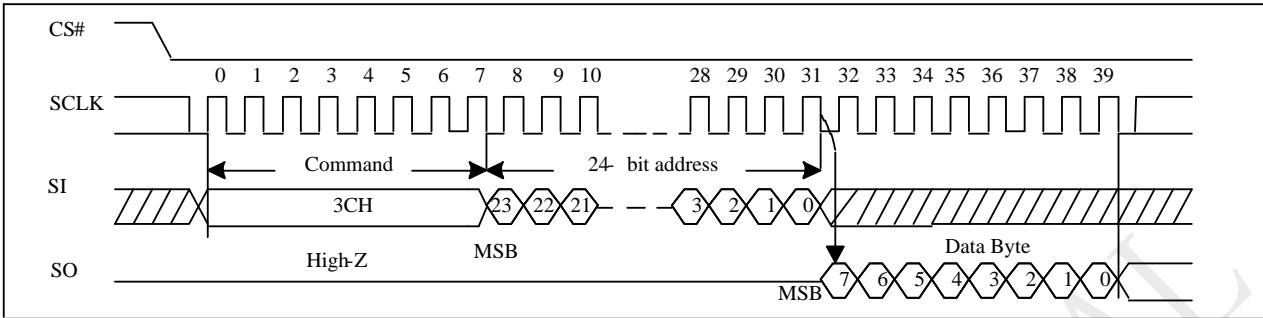 CS#
0 1 2 3 4 5 6 7 8 9 10 28 29 30 31 32 33 34 35 36 37 38 39
SCLK
Command 24- bit address
SI
3CH 23 22 21 3 2 1 0
High-Z MSB Data Byte
SO
MSB 7 6 5 4 3 2 1 0